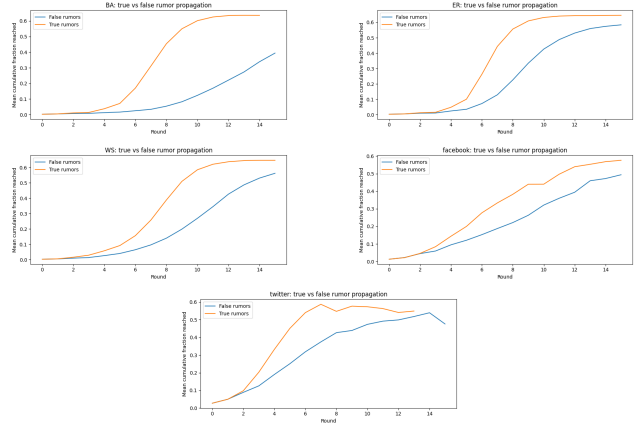 BA: true vs false rumor propagation
False rumors
True rumors
Mean cumulative fraction reached
0.6
0.5
0.4
0.3
0.2
0.1
0.0
0 2 4 6 8 10 12 14
Round
ER: true vs false rumor propagation
False rumors
True rumors
Mean cumulative fraction reached
0.6
0.5
0.4
0.3
0.2
0.1
0.0
0 2 4 6 8 10 12 14
Round
WS: true vs false rumor propagation
False rumors
True rumors
Mean cumulative fraction reached
0.6
0.5
0.4
0.3
0.2
0.1
0.0
0 2 4 6 8 10 12 14
Round
facebook: true vs false rumor propagation
False rumors
True rumors
Mean cumulative fraction reached
0.6
0.5
0.4
0.3
0.2
0.1
0.0
0 2 4 6 8 10 12 14
Round
twitter: true vs false rumor propagation
False rumors
True rumors
Mean cumulative fraction reached
0.6
0.5
0.4
0.3
0.2
0.1
0.0
0 2 4 6 8 10 12 14
Round